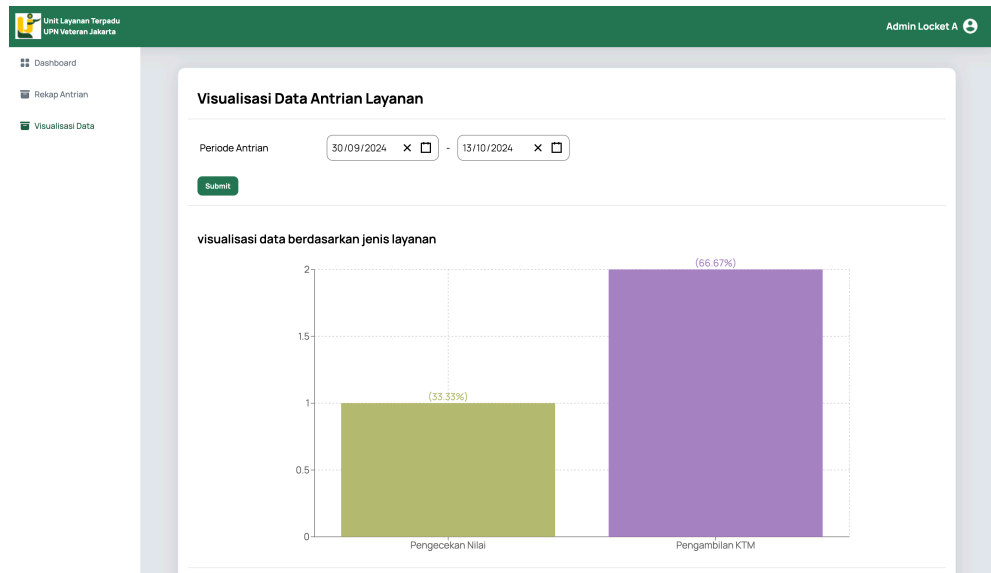 Unit Layanan Terpadu
UPN Veteran Jakarta
Admin Locket A
Dashboard
Rekap Antrian
Visualisasi Data
Visualisasi Data Antrian Layanan
Periode Antrian
30/09/2024
-
13/10/2024
Submit
visualisasi data berdasarkan jenis layanan
(66.67%)
2
1.5
(33.33%)
1
0.5
0
Pengecekan Nilai
Pengambilan KTM